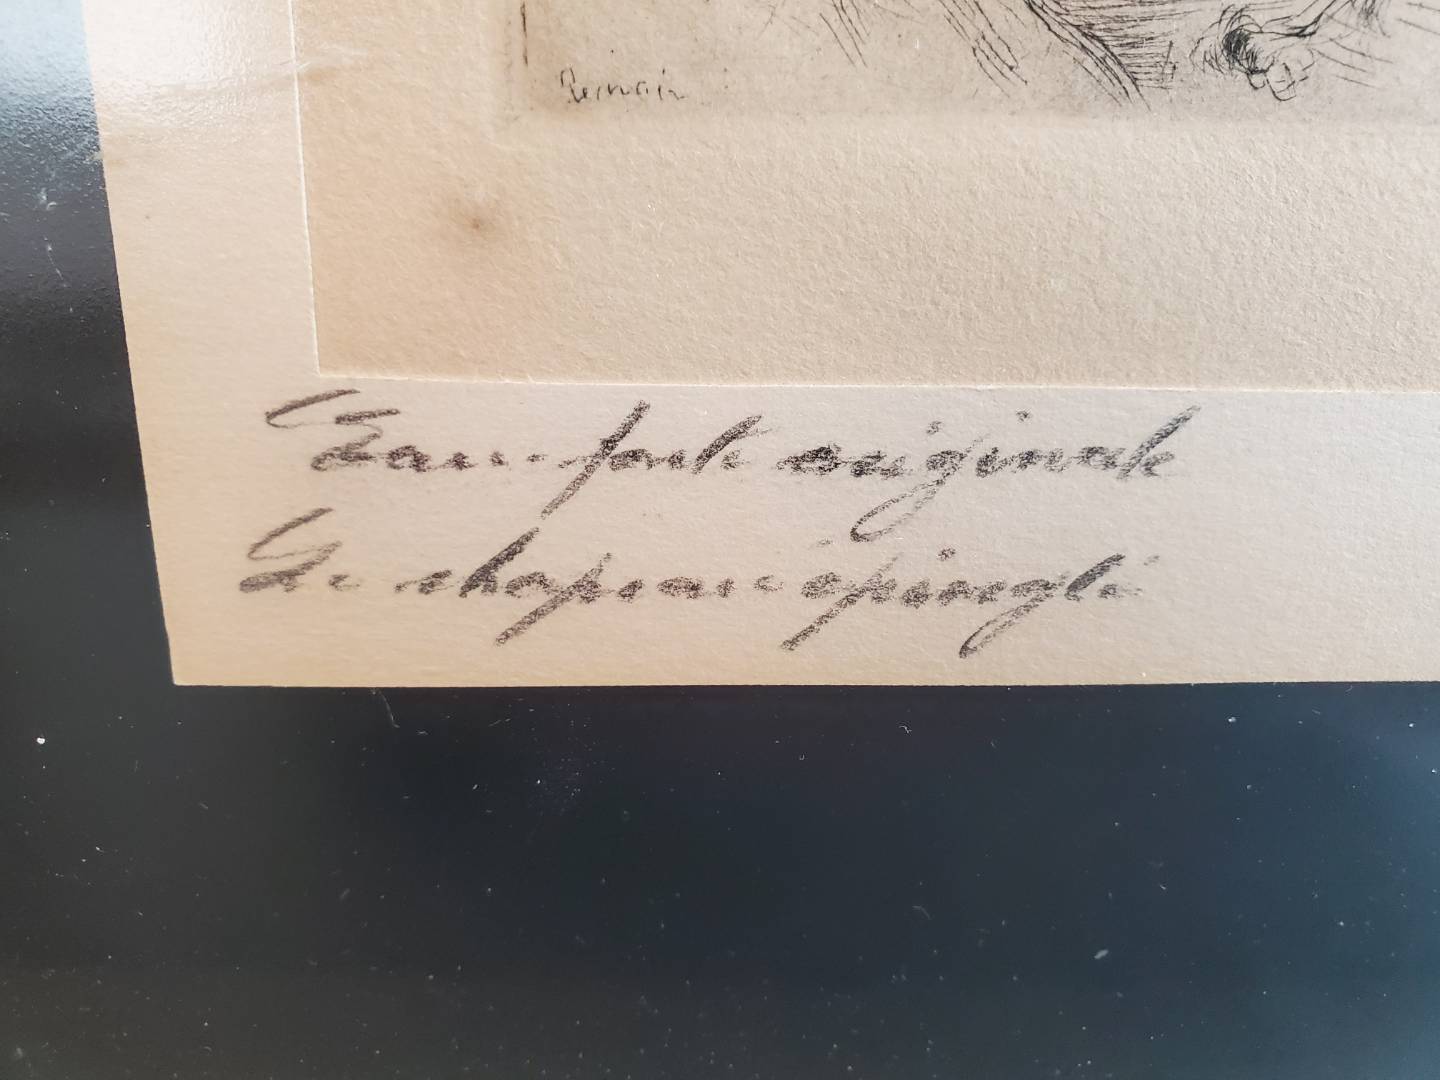 Renoir
Eau-forte originale
Le chapeau épinglé